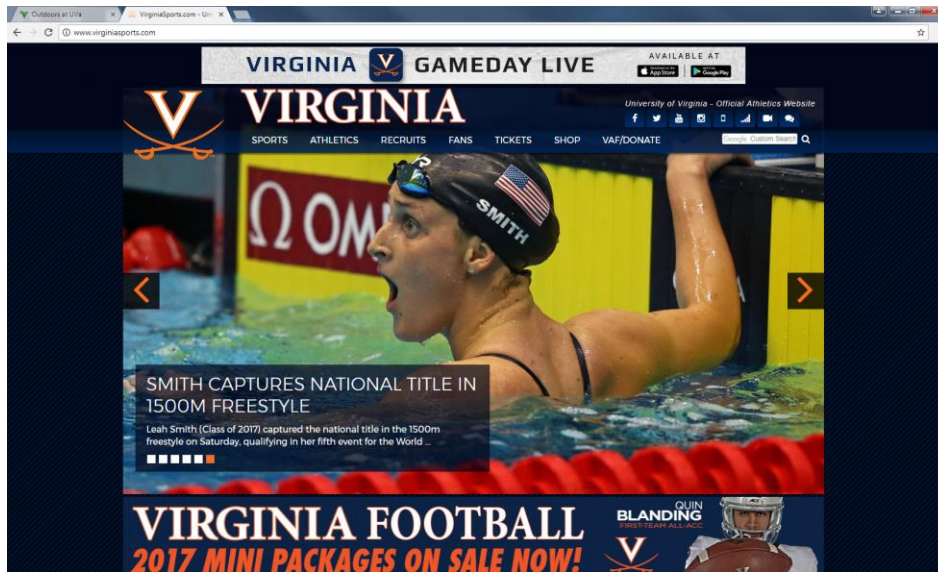 Outdoors at UVa
VirginiaSports.com - Uni
www.virginiasports.com
VIRGINIA GAMEDAY LIVE
AVAILABLE AT
App Store
Google Play
VIRGINIA
University of Virginia - Official Athletics Website
SPORTS ATHLETICS RECRUITS FANS TICKETS SHOP VAF/DONATE
Google Custom Search
SMITH
Ω OM
SMITH CAPTURES NATIONAL TITLE IN
1500M FREESTYLE
Leah Smith (Class of 2017) captured the national title in the 1500m
freestyle on Saturday, qualifying in her fifth event for the World ...
VIRGINIA FOOTBALL
2017 MINI PACKAGES ON SALE NOW!
QUIN
BLANDING
FIRST-TEAM ALL-ACC